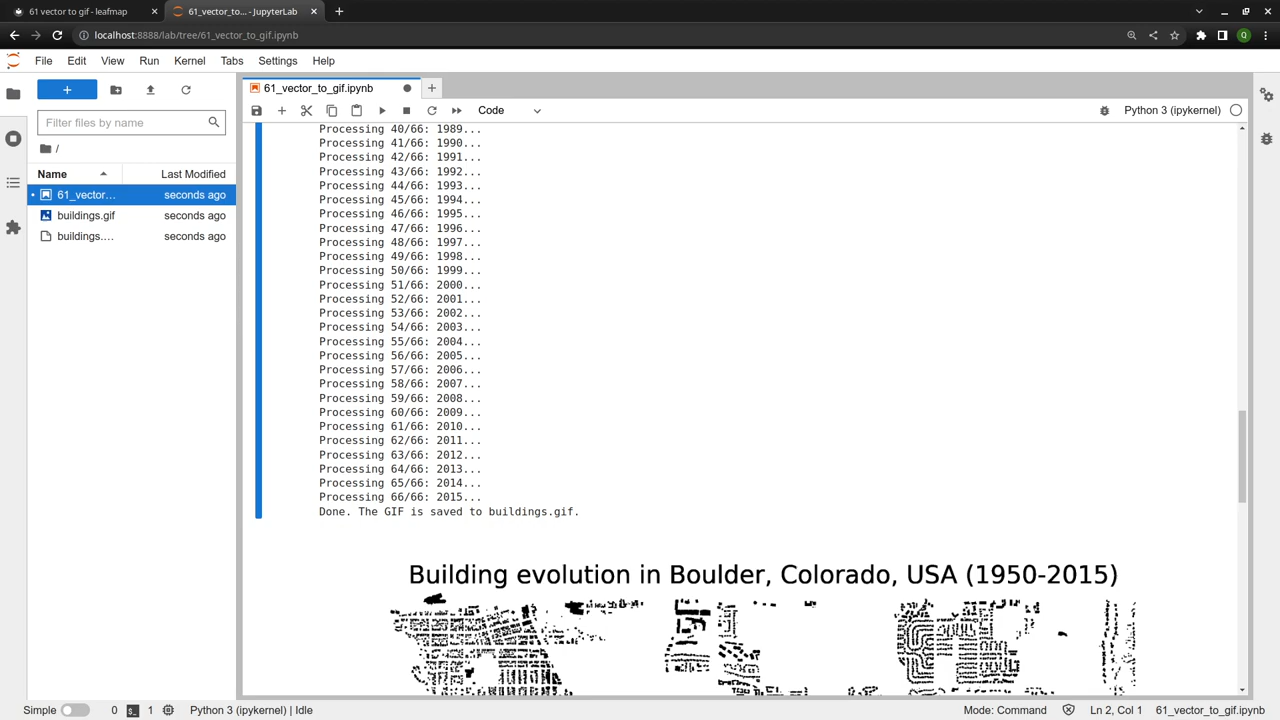 61 vector to gif - leafmap
61_vector_to... - JupyterLab
localhost:8888/lab/tree/61_vector_to_gif.ipynb
Q
File Edit View Run Kernel Tabs Settings Help
61_vector_to_gif.ipynb
Code
Python 3 (ipykernel)
Filter files by name
/
Name Last Modified
61_vector... seconds ago
buildings.gif seconds ago
buildings.... seconds ago
Processing 40/66: 1989...
Processing 41/66: 1990...
Processing 42/66: 1991...
Processing 43/66: 1992...
Processing 44/66: 1993...
Processing 45/66: 1994...
Processing 46/66: 1995...
Processing 47/66: 1996...
Processing 48/66: 1997...
Processing 49/66: 1998...
Processing 50/66: 1999...
Processing 51/66: 2000...
Processing 52/66: 2001...
Processing 53/66: 2002...
Processing 54/66: 2003...
Processing 55/66: 2004...
Processing 56/66: 2005...
Processing 57/66: 2006...
Processing 58/66: 2007...
Processing 59/66: 2008...
Processing 60/66: 2009...
Processing 61/66: 2010...
Processing 62/66: 2011...
Processing 63/66: 2012...
Processing 64/66: 2013...
Processing 65/66: 2014...
Processing 66/66: 2015...
Done. The GIF is saved to buildings.gif.
Building evolution in Boulder, Colorado, USA (1950-2015)
Simple 0 1 Python 3 (ipykernel) | Idle Mode: Command Ln 2, Col 1 61_vector_to_gif.ipynb